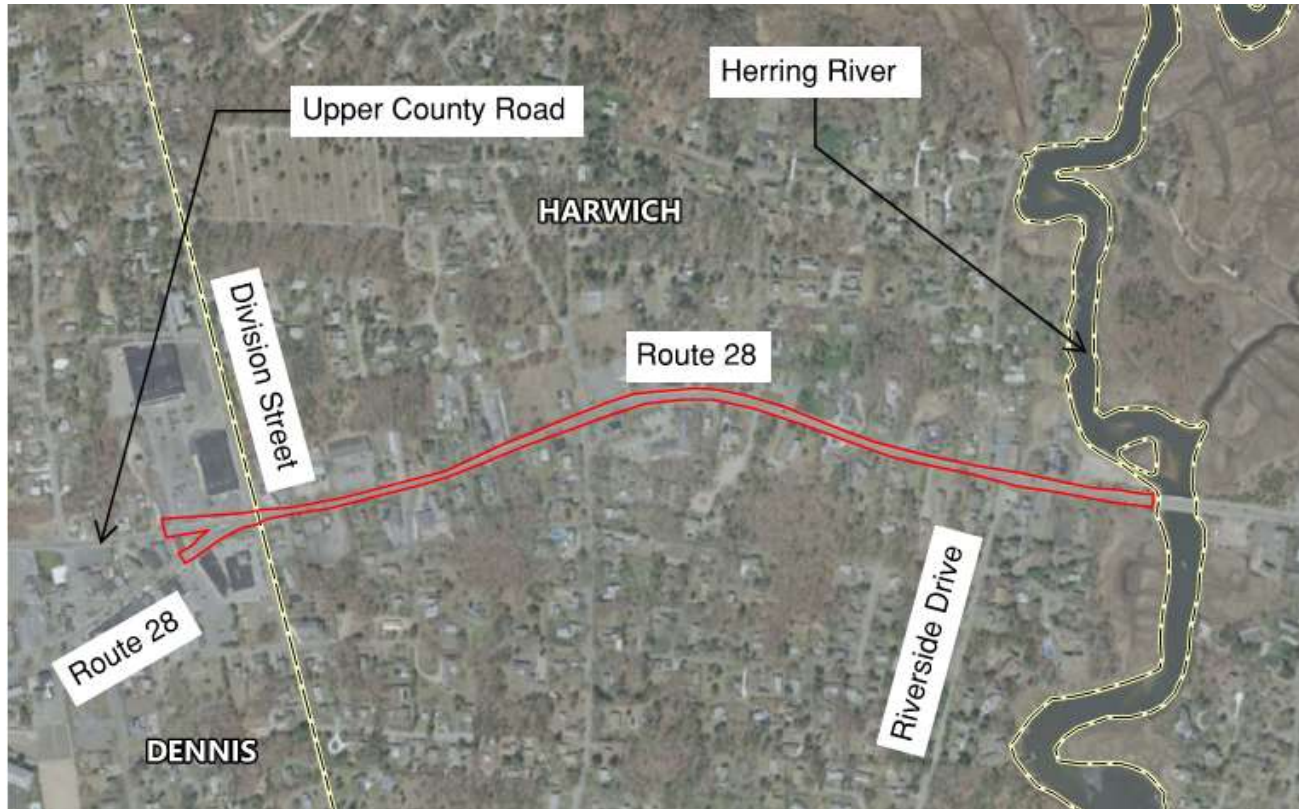 Herring River
Upper County Road
HARWICH
Division Street
Route 28
Riverside Drive
Route 28
DENNIS